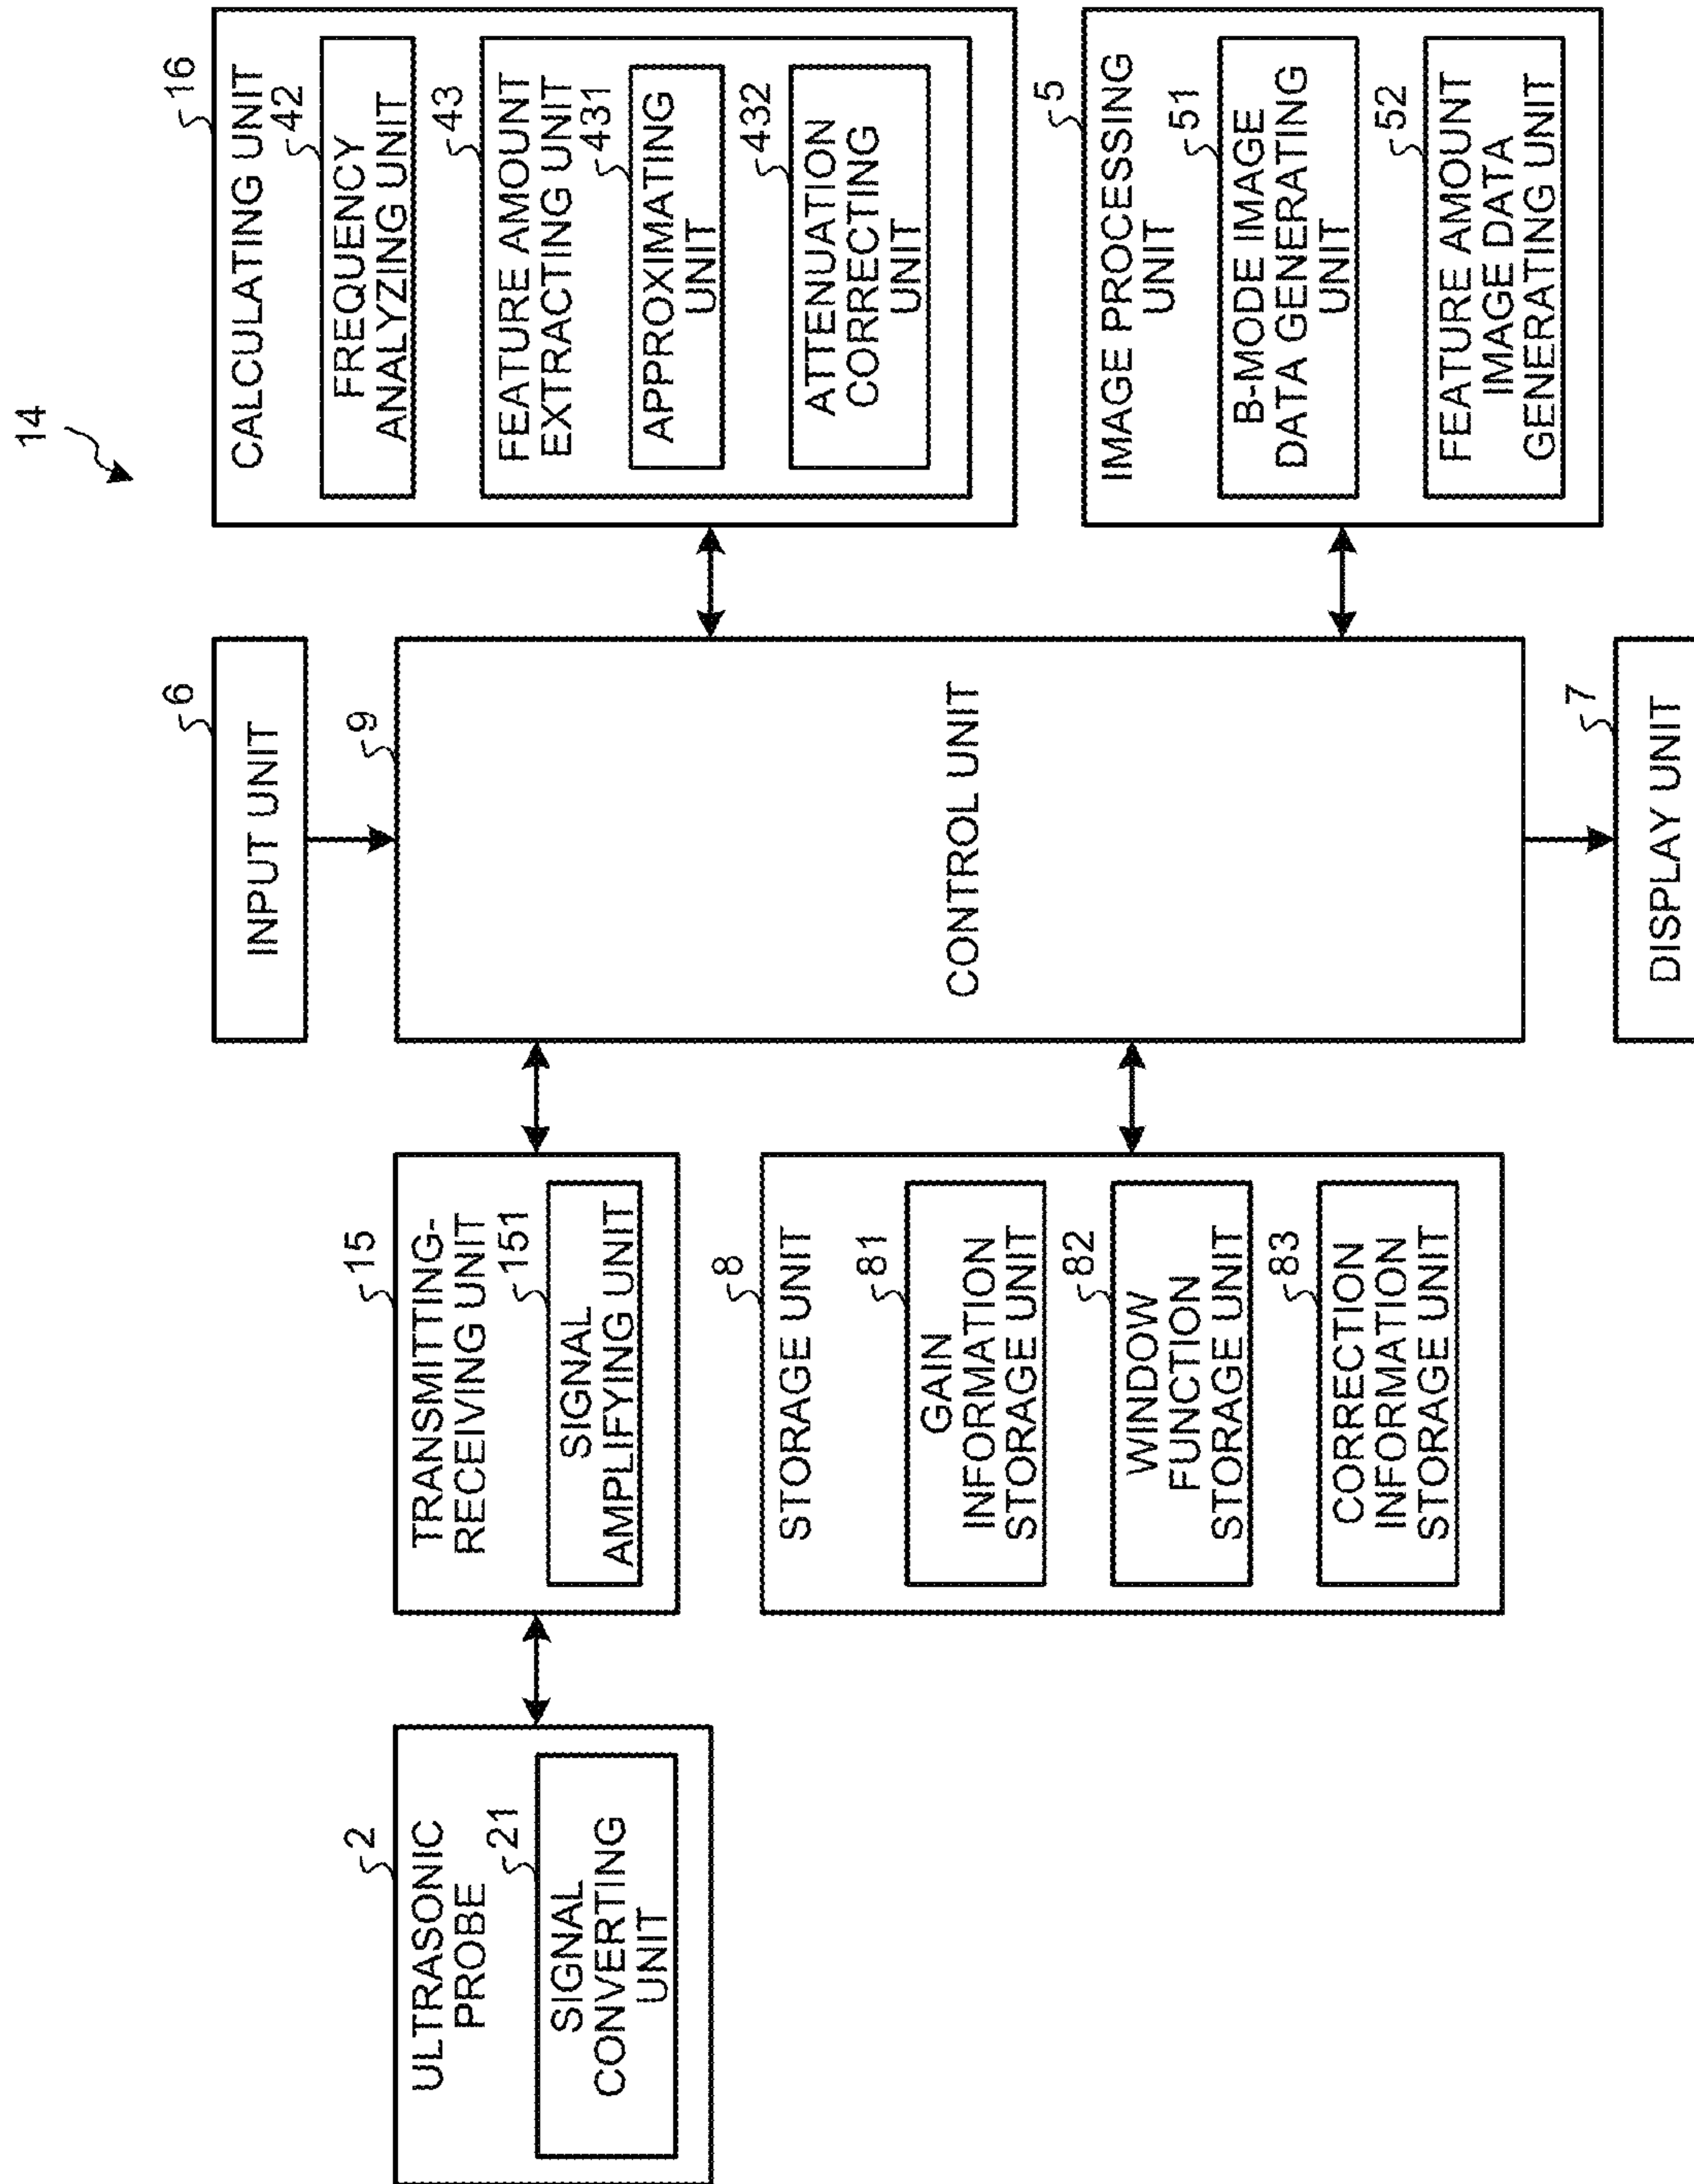 14
2
ULTRASONIC
PROBE
21
SIGNAL
CONVERTING
UNIT
15
TRANSMITTING-
RECEIVING UNIT
151
SIGNAL
AMPLIFYING UNIT
8
STORAGE UNIT
81
GAIN
INFORMATION
STORAGE UNIT
82
WINDOW
FUNCTION
STORAGE UNIT
83
CORRECTION
INFORMATION
STORAGE UNIT
6
INPUT UNIT
9
CONTROL UNIT
7
DISPLAY UNIT
16
CALCULATING UNIT
42
FREQUENCY
ANALYZING UNIT
43
FEATURE AMOUNT
EXTRACTING UNIT
431
APPROXIMATING
UNIT
432
ATTENUATION
CORRECTING
UNIT
5
IMAGE PROCESSING
UNIT
51
B-MODE IMAGE
DATA GENERATING
UNIT
52
FEATURE AMOUNT
IMAGE DATA
GENERATING UNIT